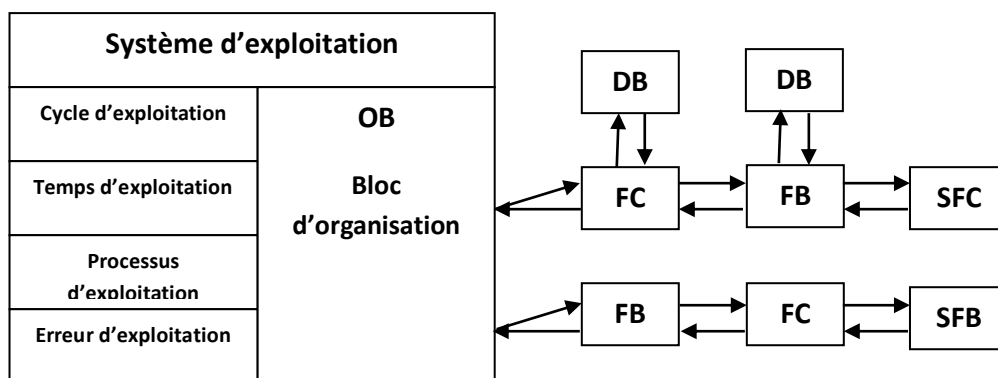 Système d’exploitation
Cycle d’exploitation
Temps d’exploitation
Processus
d’exploitation
Erreur d’exploitation
OB
Bloc
d’organisation
DB
DB
FC
FB
SFC
FB
FC
SFB